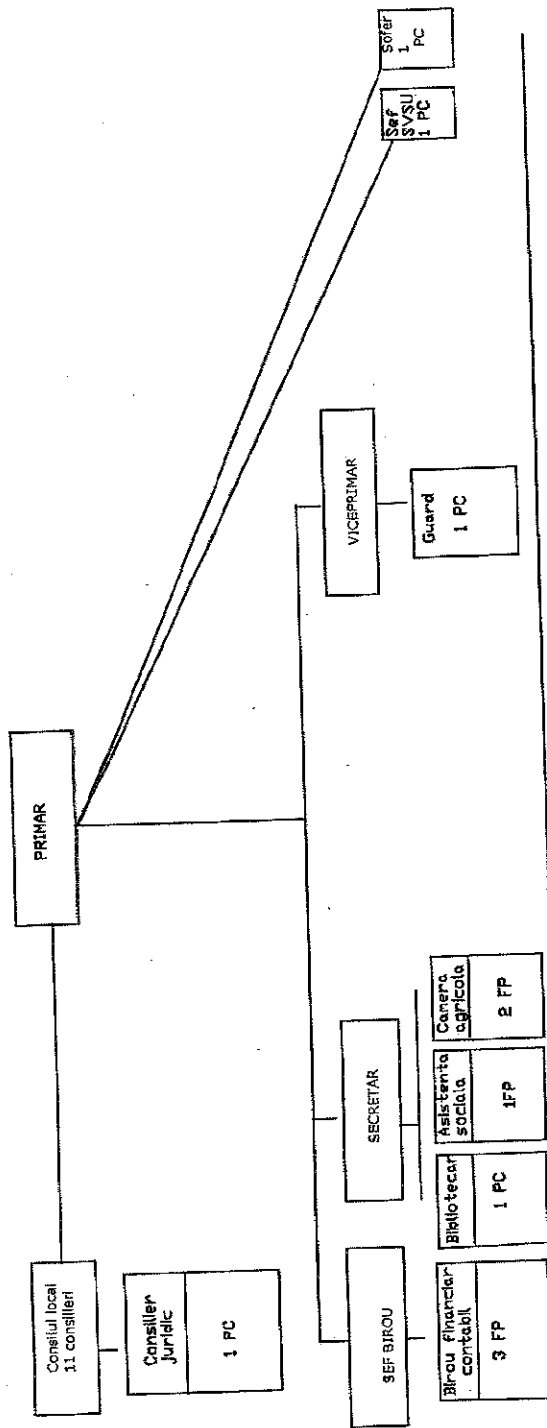 PRIMAR
Consiliul local
11 consilieri
Consilier
juridic
1 PC
SEF BIROU
SECRETAR
VICEPRIMAR
Sef
SVSU
1 PC
Sofer
1
PC
Birou financiar
contabil
3 FP
Bibliotecar
1 PC
Asistenta
sociala
1FP
Camera
agricola
2 FP
Guard
1 PC